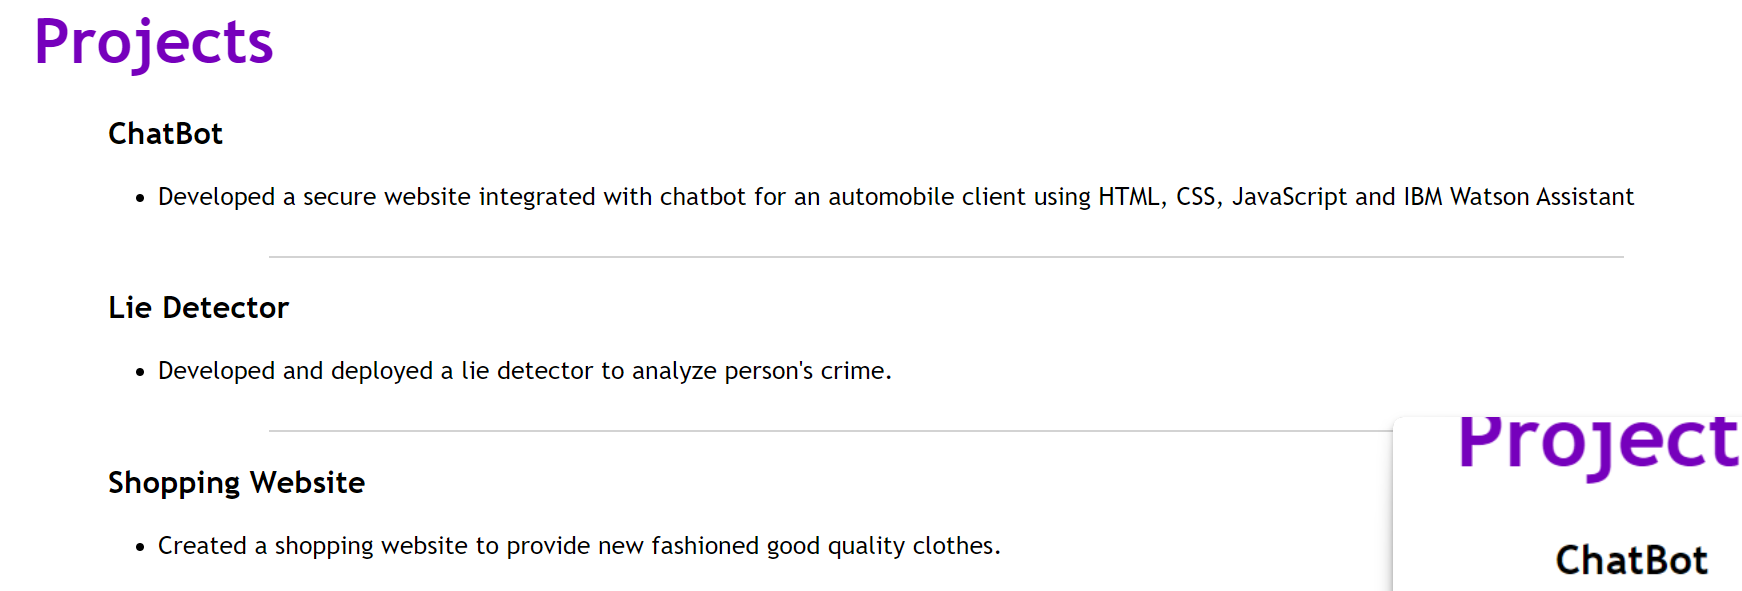 Projects
ChatBot
• Developed a secure website integrated with chatbot for an automobile client using HTML, CSS, JavaScript and IBM Watson Assistant
Lie Detector
• Developed and deployed a lie detector to analyze person's crime.
Shopping Website
• Created a shopping website to provide new fashioned good quality clothes.
Project
ChatBot